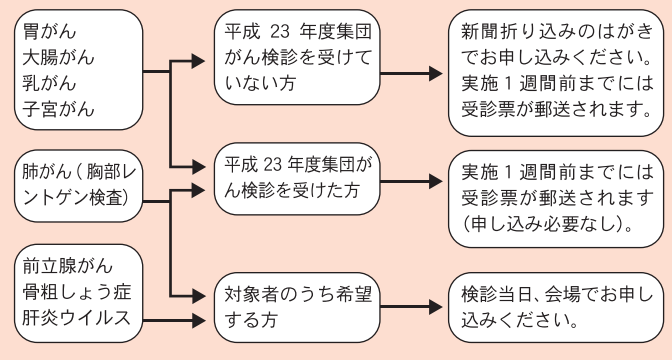 胃がん
大腸がん
乳がん
子宮がん
平成 23 年度集団
がん検診を受けて
いない方
新聞折り込みのはがき
でお申し込みください。
実施１週間前までには
受診票が郵送されます。
肺がん ( 胸部レ
ントゲン検査)
平成 23 年度集団が
ん検診を受けた方
実施１週間前までには
受診票が郵送されます
(申し込み必要なし)。
前立腺がん
骨粗しょう症
肝炎ウイルス
対象者のうち希望
する方
検診当日、会場でお申し
込みください。